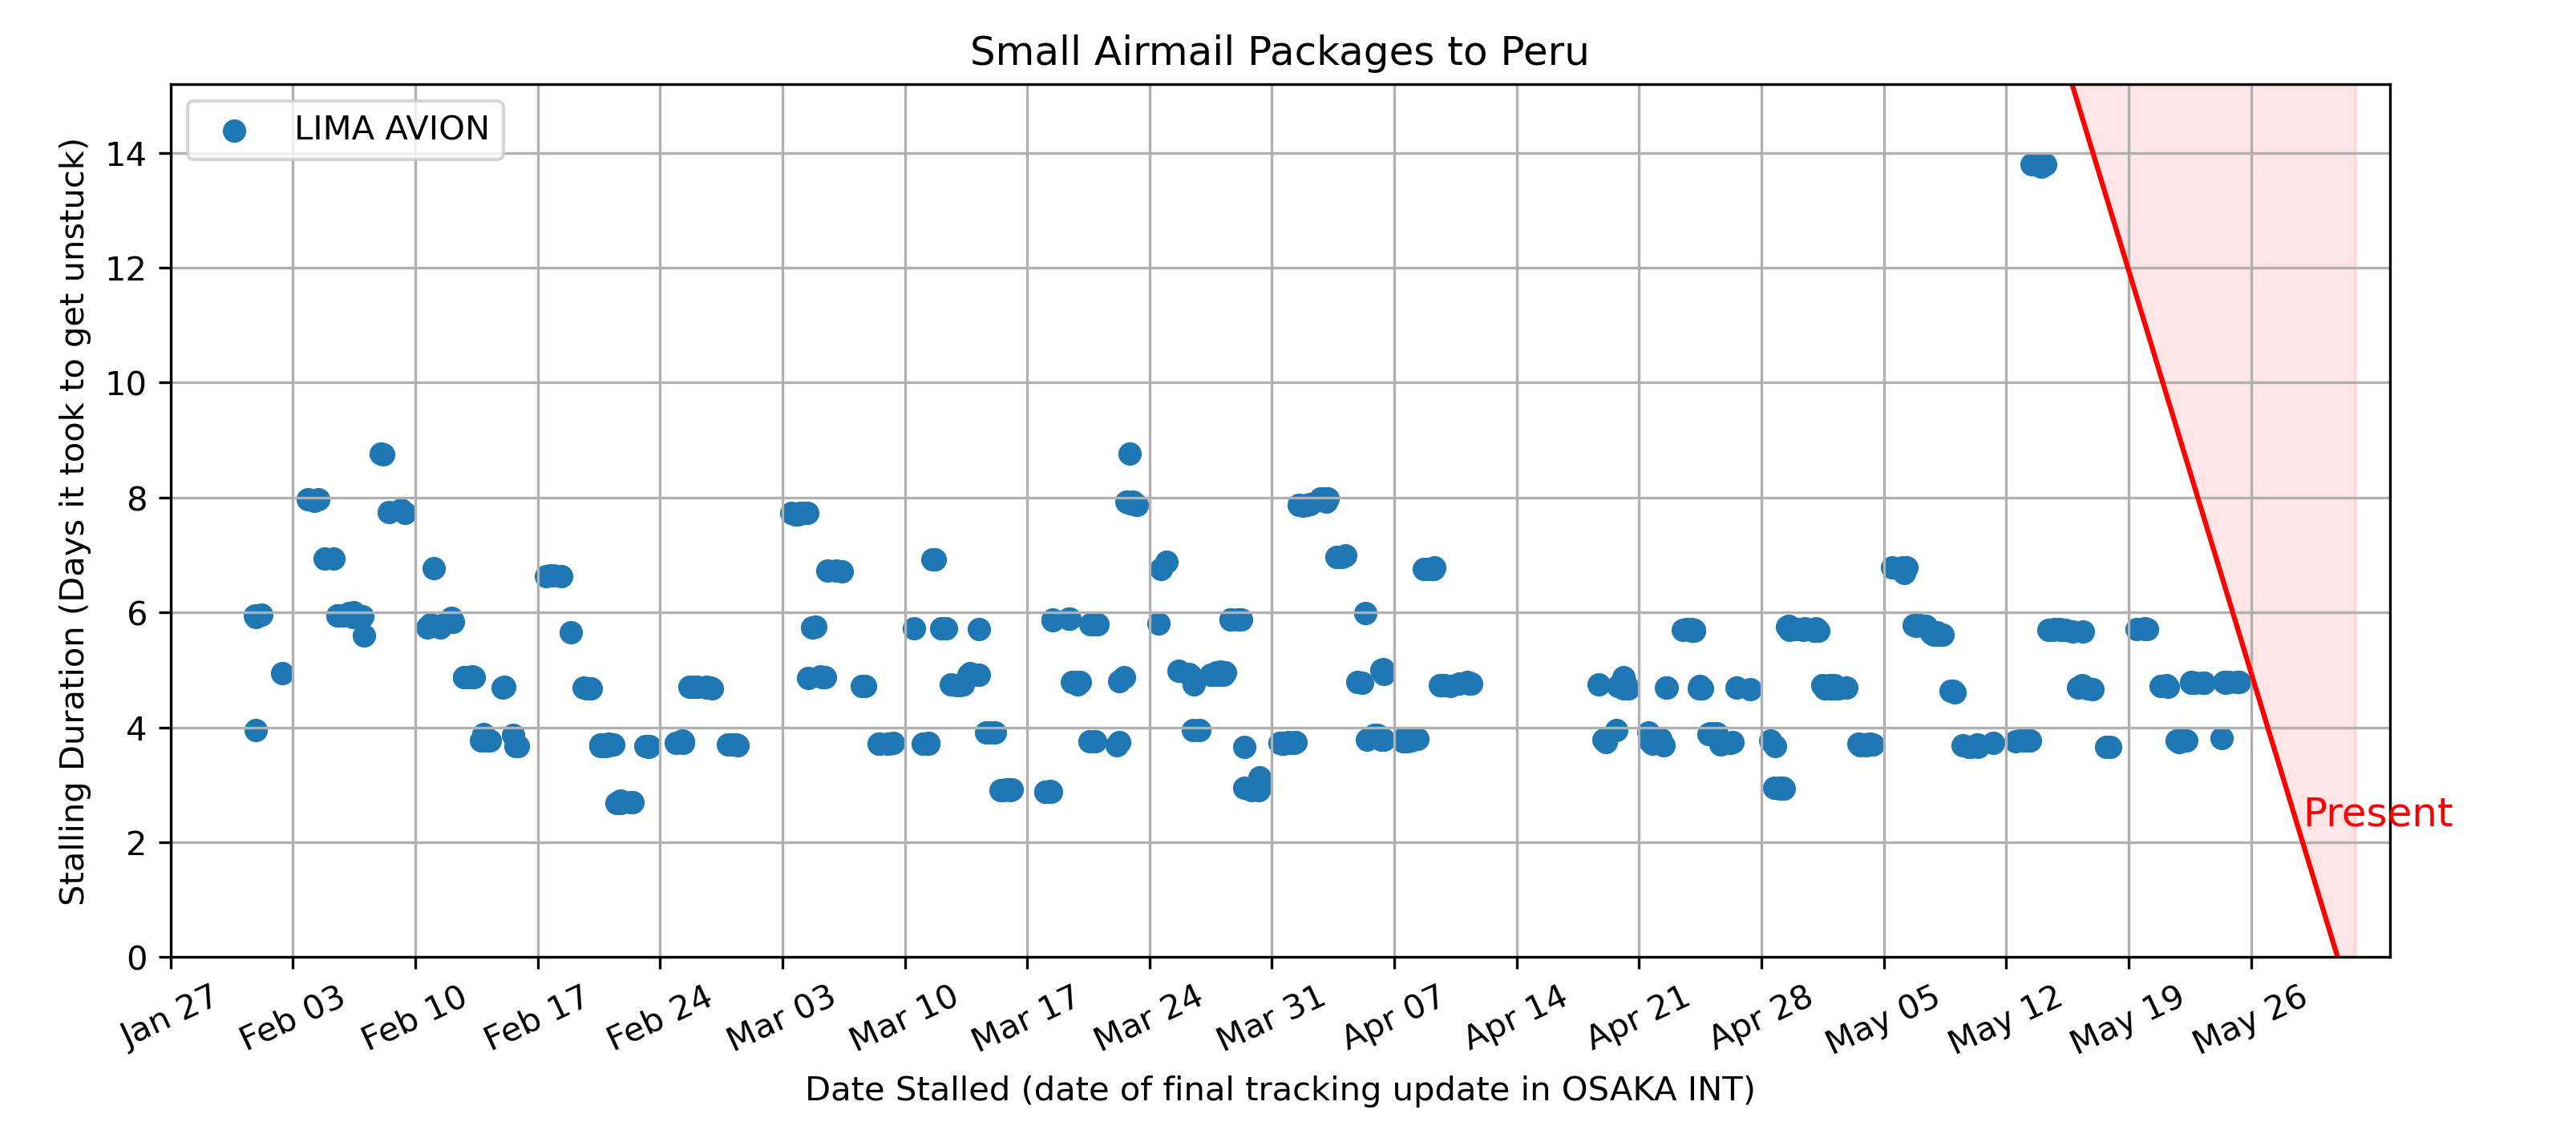 Small Airmail Packages to Peru
LIMA AVION
Stalling Duration (Days it took to get unstuck)
14
12
10
8
6
4
2
0
Present
Jan 27
Feb 03
Feb 10
Feb 17
Feb 24
Mar 03
Mar 10
Mar 17
Mar 24
Mar 31
Apr 07
Apr 14
Apr 21
Apr 28
May 05
May 12
May 19
May 26
Date Stalled (date of final tracking update in OSAKA INT)